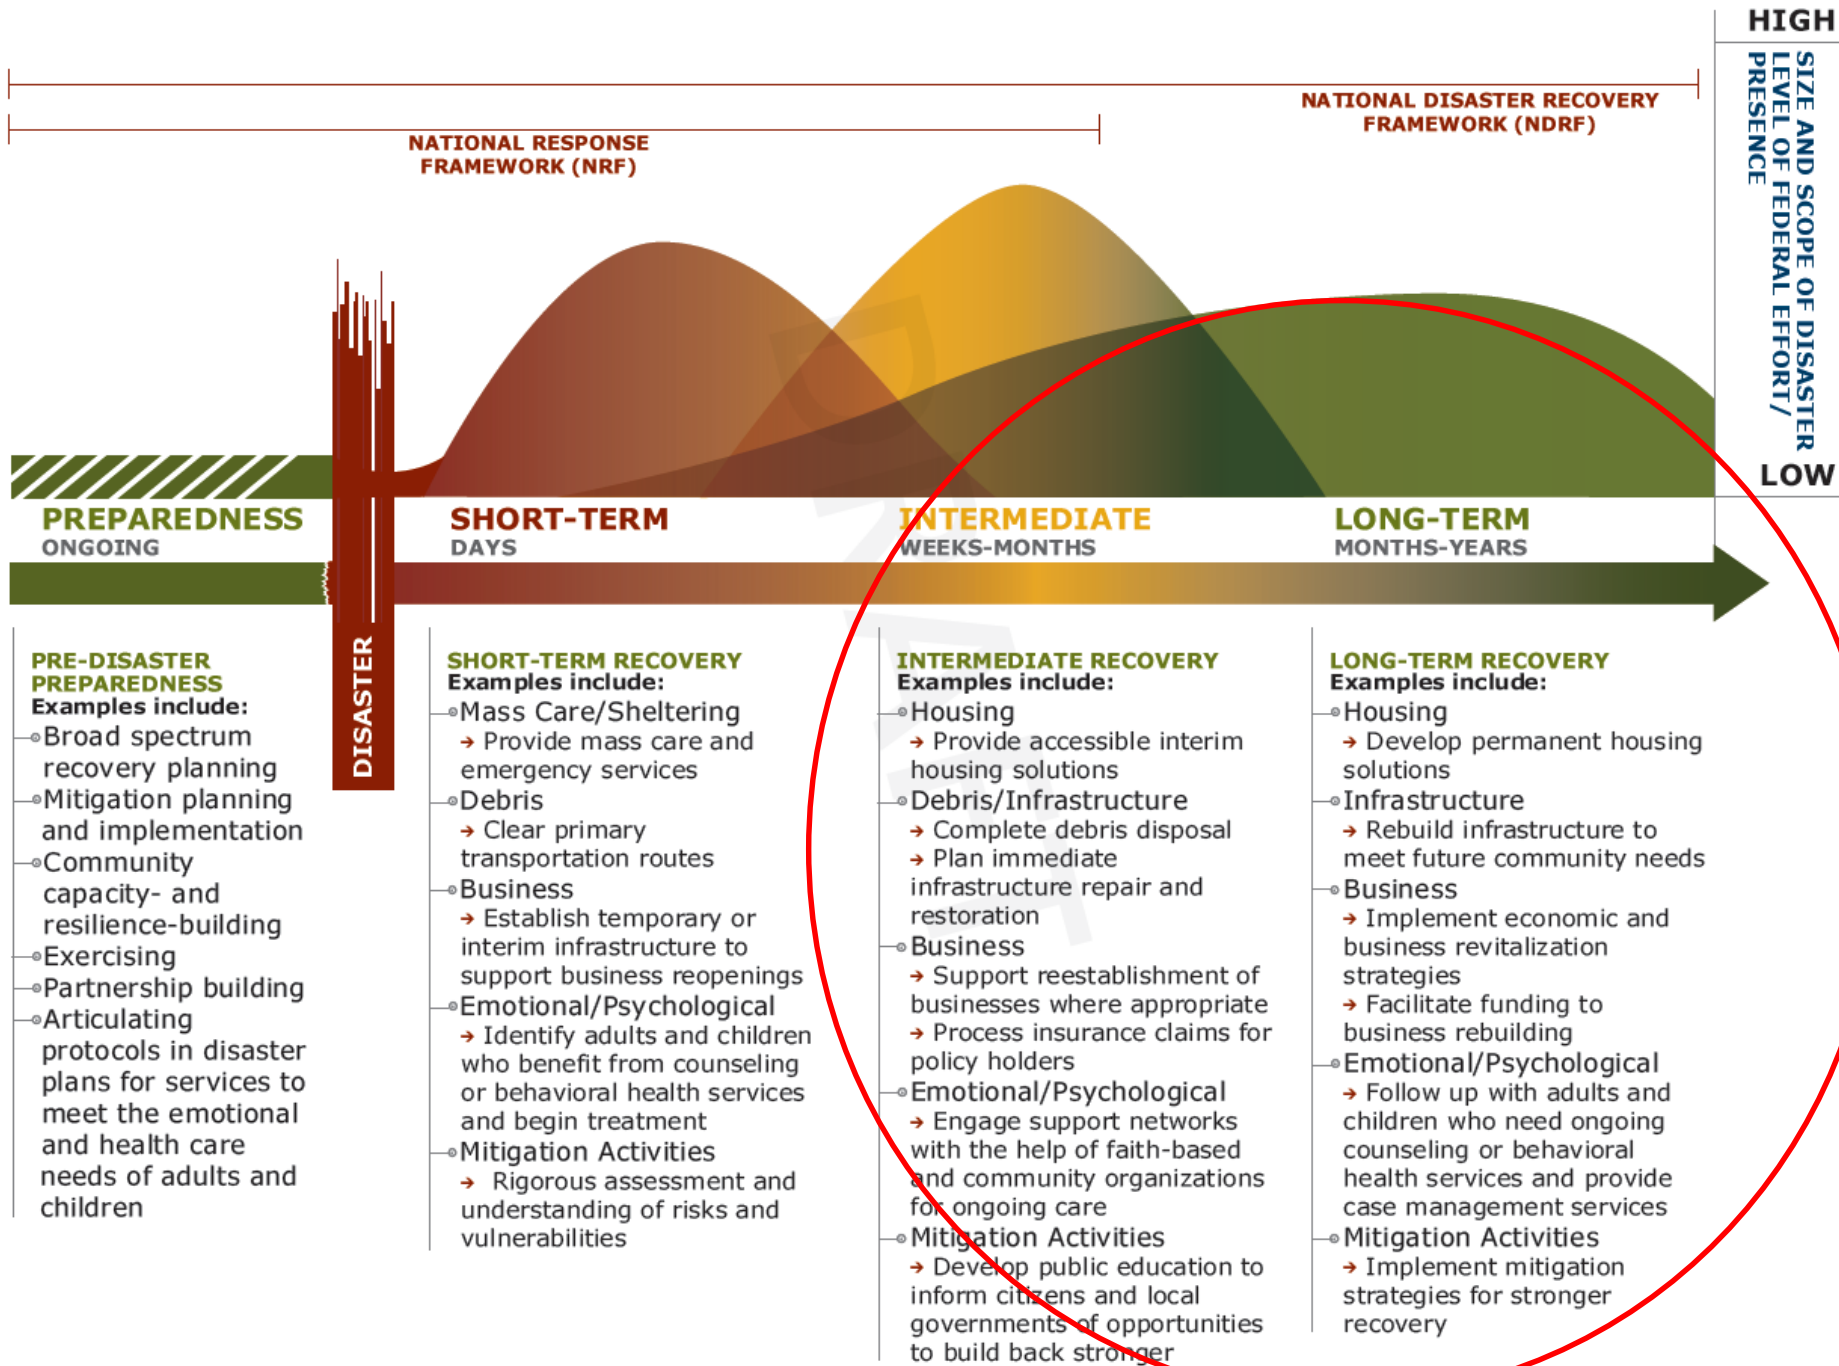 HIGH
SIZE AND SCOPE OF DISASTER
LEVEL OF FEDERAL EFFORT/
PRESENCE
LOW
NATIONAL DISASTER RECOVERY
FRAMEWORK (NDRF)
NATIONAL RESPONSE
FRAMEWORK (NRF)
DRAFT
PREPAREDNESS
ONGOING
SHORT-TERM
DAYS
INTERMEDIATE
WEEKS-MONTHS
LONG-TERM
MONTHS-YEARS
DISASTER
PRE-DISASTER
PREPAREDNESS
Examples include:
Broad spectrum
recovery planning
Mitigation planning
and implementation
Community
capacity- and
resilience-building
Exercising
Partnership building
Articulating
protocols in disaster
plans for services to
meet the emotional
and health care
needs of adults and
children
SHORT-TERM RECOVERY
Examples include:
Mass Care/Sheltering
→ Provide mass care and
emergency services
Debris
→ Clear primary
transportation routes
Business
→ Establish temporary or
interim infrastructure to
support business reopenings
Emotional/Psychological
→ Identify adults and children
who benefit from counseling
or behavioral health services
and begin treatment
Mitigation Activities
→ Rigorous assessment and
understanding of risks and
vulnerabilities
INTERMEDIATE RECOVERY
Examples include:
Housing
→ Provide accessible interim
housing solutions
Debris/Infrastructure
→ Complete debris disposal
→ Plan immediate
infrastructure repair and
restoration
Business
→ Support reestablishment of
businesses where appropriate
→ Process insurance claims for
policy holders
Emotional/Psychological
→ Engage support networks
with the help of faith-based
and community organizations
for ongoing care
Mitigation Activities
→ Develop public education to
inform citizens and local
governments of opportunities
to build back stronger
LONG-TERM RECOVERY
Examples include:
Housing
→ Develop permanent housing
solutions
Infrastructure
→ Rebuild infrastructure to
meet future community needs
Business
→ Implement economic and
business revitalization
strategies
→ Facilitate funding to
business rebuilding
Emotional/Psychological
→ Follow up with adults and
children who need ongoing
counseling or behavioral
health services and provide
case management services
Mitigation Activities
→ Implement mitigation
strategies for stronger
recovery